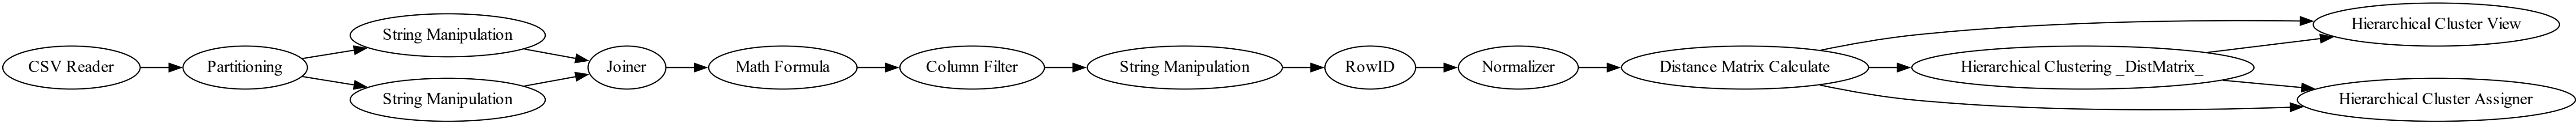 CSV Reader
Partitioning
String Manipulation
String Manipulation
Joiner
Math Formula
Column Filter
String Manipulation
RowID
Normalizer
Distance Matrix Calculate
Hierarchical Clustering _DistMatrix_
Hierarchical Cluster View
Hierarchical Cluster Assigner